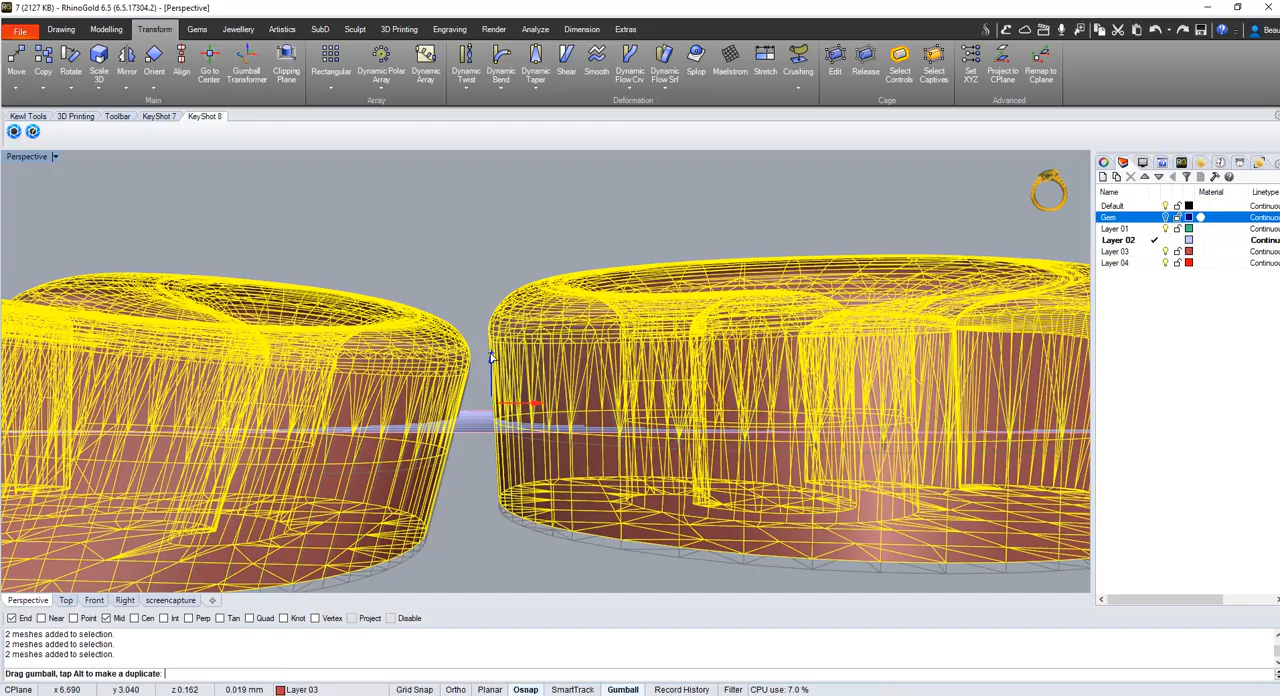 7 (2127 KB) - RhinoGold 6.5 (6.5.17304.2) - [Perspective]
File Drawing Modelling Transform Gems Jewellery Artistics SubD Sculpt 3D Printing Engraving Render Analyze Dimension Extras Beau
Move Copy Rotate Scale 3D Mirror Orient Align Go to Center Gumball Transformer Clipping Plane Rectangular Dynamic Polar Array Dynamic Array Dynamic Twist Dynamic Bend Dynamic Taper Shear Smooth Dynamic Flow Crv Dynamic Flow Srf Splop Maelstrom Stretch Crushing Edit Release Select Controls Select Captives Set XYZ Project to CPlane Remap to Cplane
Main Array Deformation Cage Advanced
Kewl Tools 3D Printing Toolbar KeyShot 7 KeyShot 8
Perspective
Name Material Linetype
Default Continuou
Gem Continuou
Layer 01 Continuou
Layer 02 Continu
Layer 03 Continuou
Layer 04 Continuou
Perspective Top Front Right screencapture
End Near Point Mid Cen Int Perp Tan Quad Knot Vertex Project Disable
2 meshes added to selection.
2 meshes added to selection.
2 meshes added to selection.
Drag gumball, tap Alt to make a duplicate:
CPlane x 6.690 y 3.040 z 0.162 0.019 mm Layer 03 Grid Snap Ortho Planar Osnap SmartTrack Gumball Record History Filter CPU use: 7.0 %